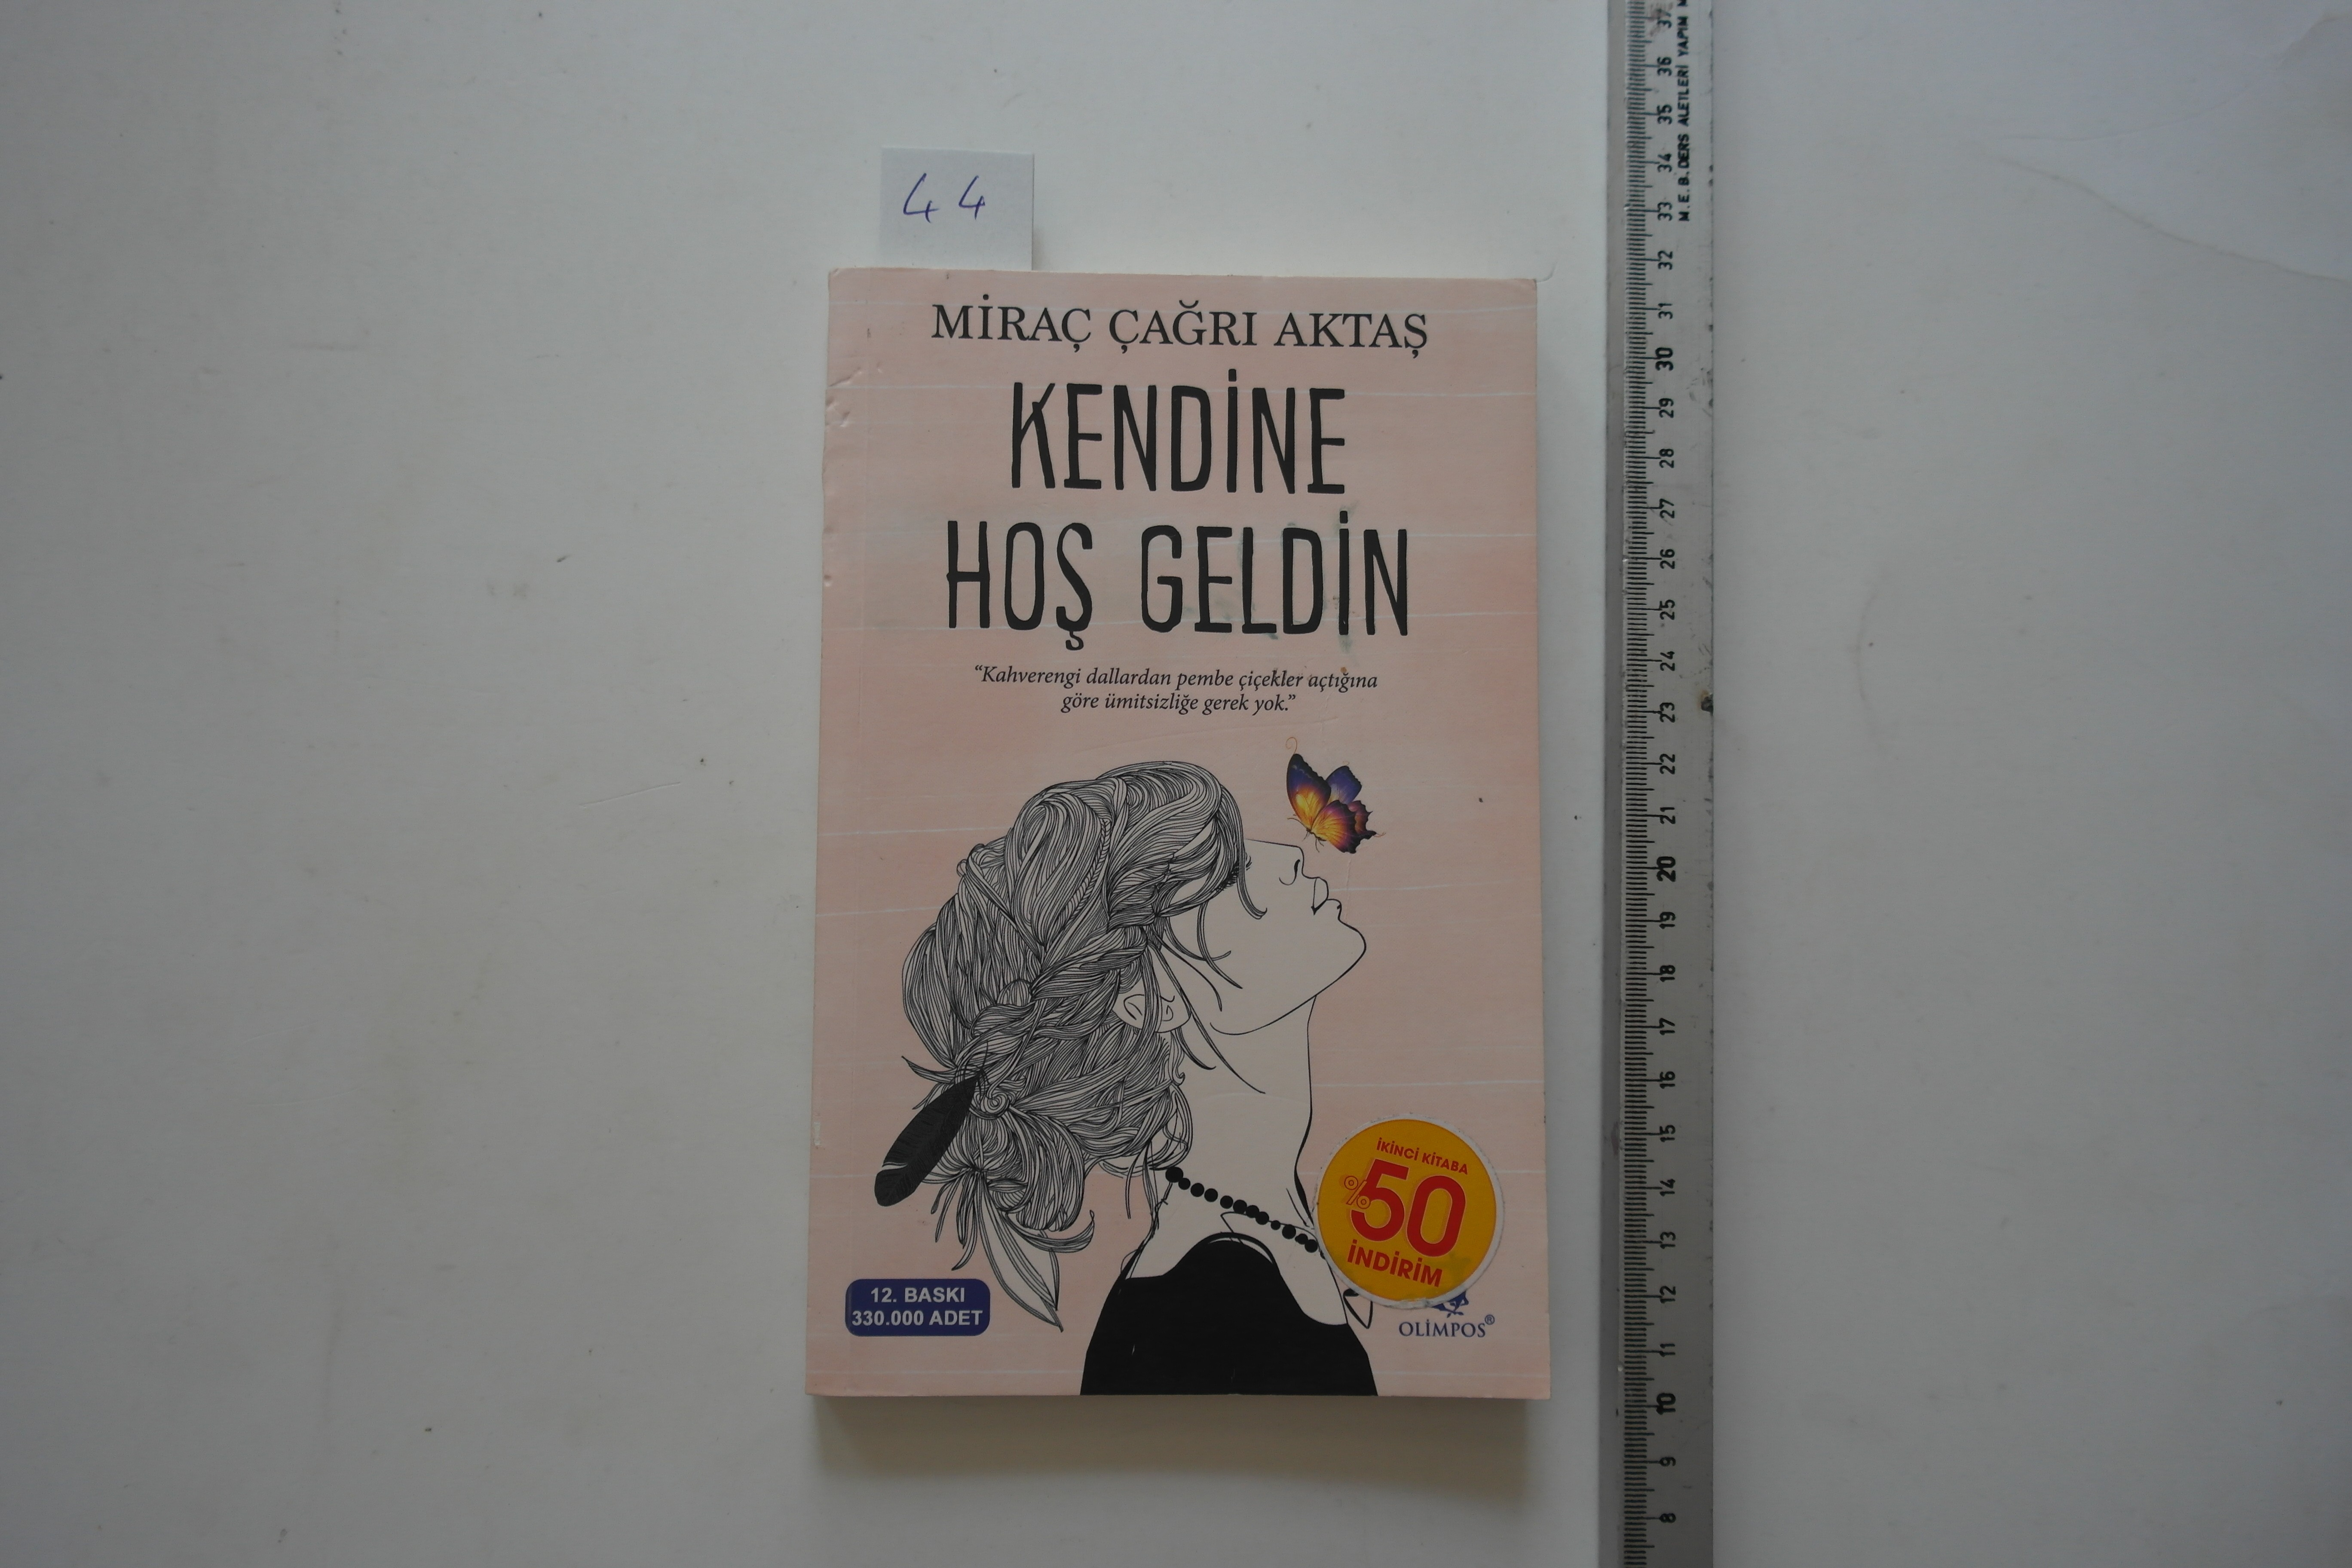 44
MİRAÇ ÇAĞRI AKTAŞ
KENDİNE
HOŞ GELDİN
“Kahverengi dallardan pembe çiçekler açtığına
göre ümitsizliğe gerek yok.”
İKİNCİ KİTABA
%50
İNDİRİM
12. BASKI
330.000 ADET
OLİMPOS®
M.E.B. DERS ALETLERİ YAPIM M
37
36
35
34
33
32
31
30
29
28
27
26
25
24
23
22
21
20
19
18
17
16
15
14
13
12
11
10
9
8